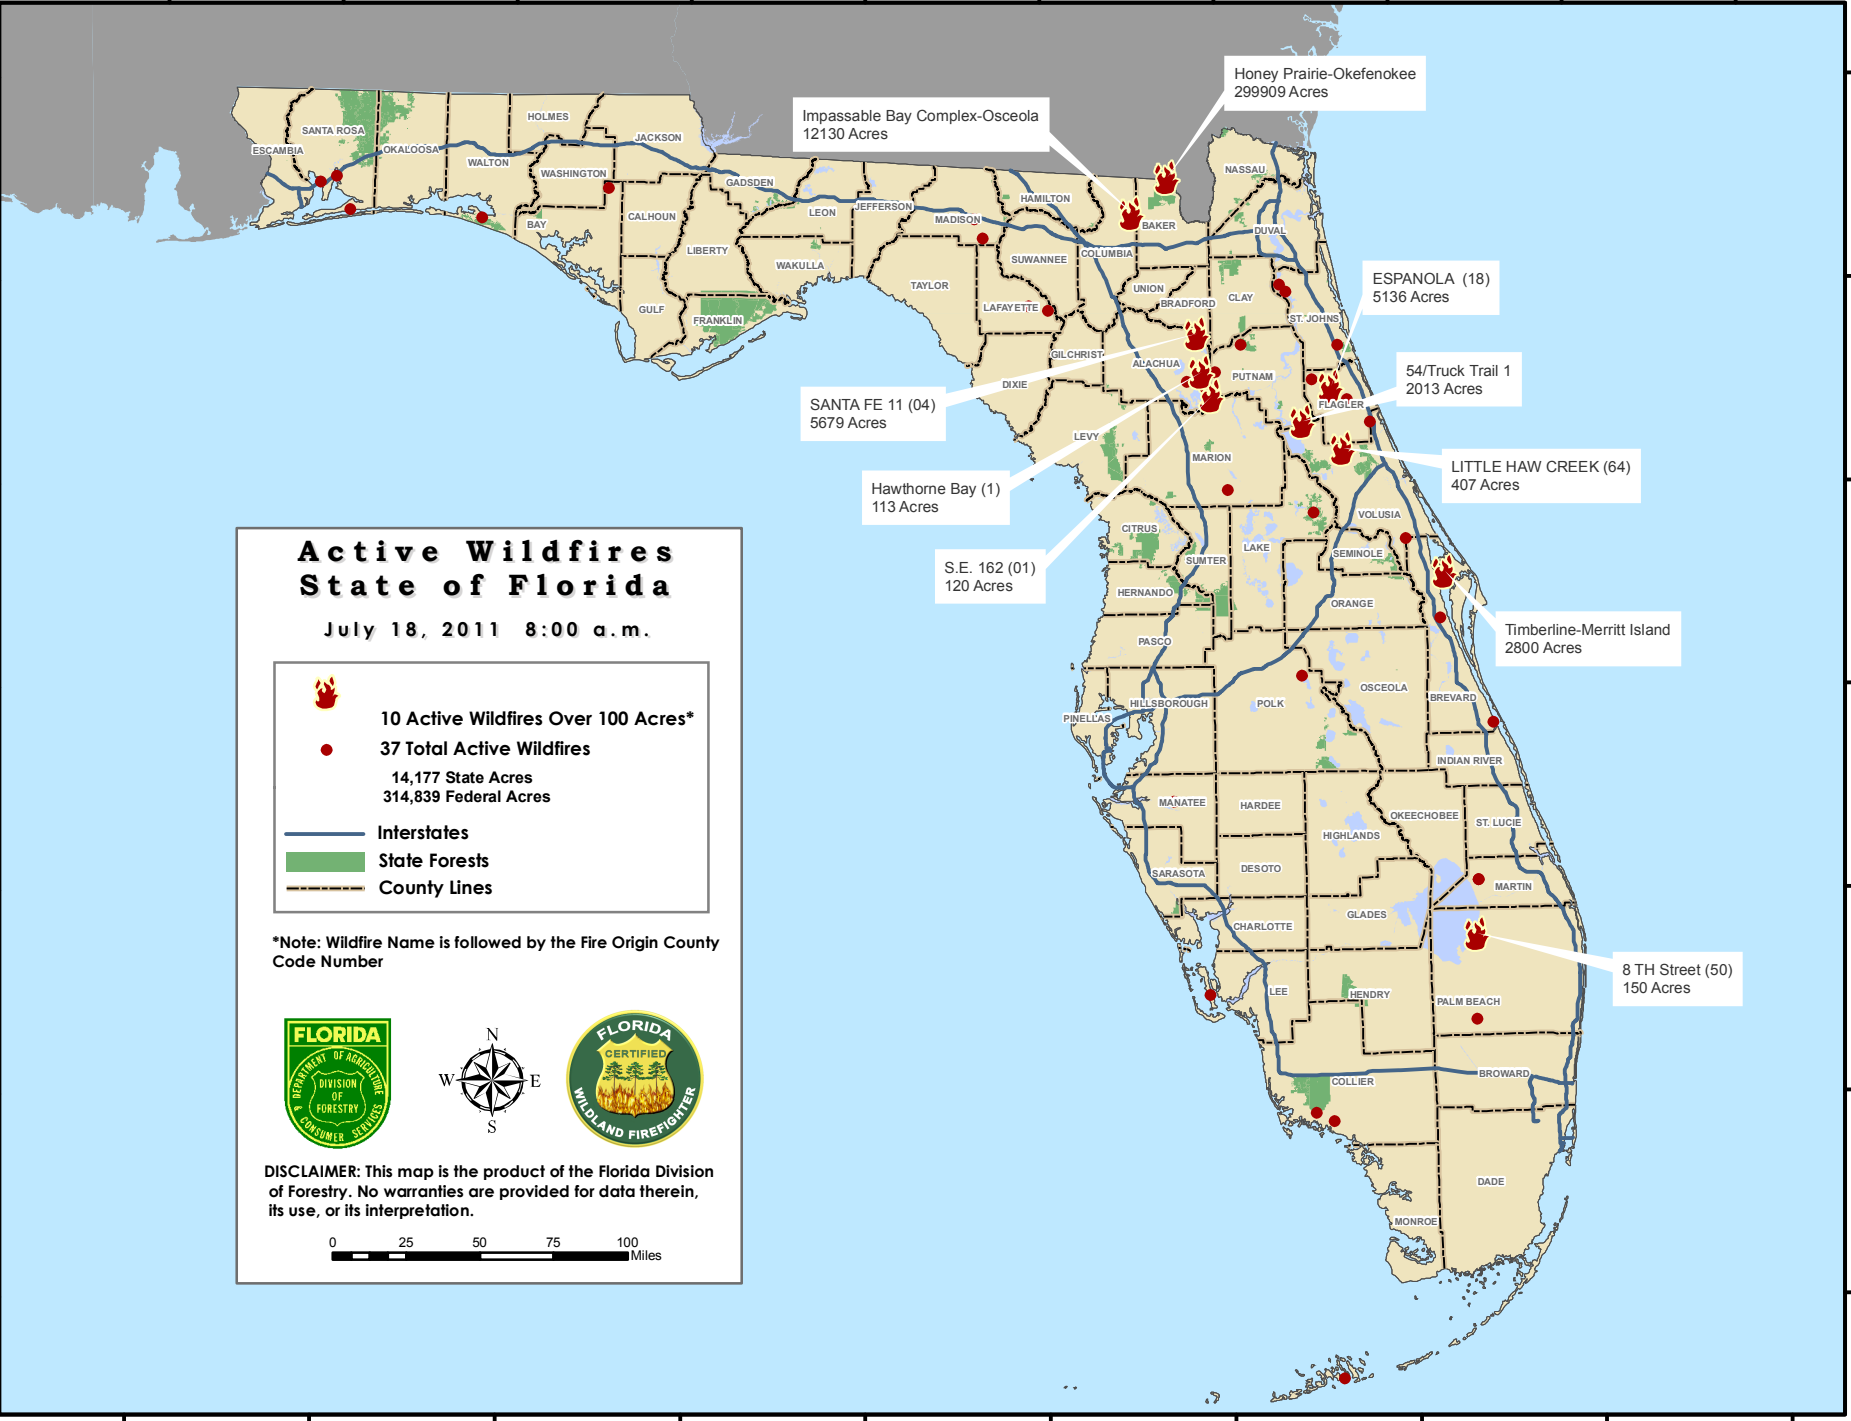 Honey Prairie-Okefenokee
299909 Acres
Impassable Bay Complex-Osceola
12130 Acres
ESPANOLA (18)
5136 Acres
54/Truck Trail 1
2013 Acres
SANTA FE 11 (04)
5679 Acres
LITTLE HAW CREEK (64)
407 Acres
Hawthorne Bay (1)
113 Acres
S.E. 162 (01)
120 Acres
Timberline-Merritt Island
2800 Acres
8 TH Street (50)
150 Acres
ESCAMBIA
SANTA ROSA
OKALOOSA
WALTON
HOLMES
WASHINGTON
JACKSON
BAY
CALHOUN
GULF
LIBERTY
GADSDEN
FRANKLIN
LEON
WAKULLA
JEFFERSON
MADISON
TAYLOR
HAMILTON
SUWANNEE
LAFAYETTE
COLUMBIA
BAKER
NASSAU
DUVAL
UNION
BRADFORD
CLAY
ST. JOHNS
GILCHRIST
ALACHUA
PUTNAM
DIXIE
FLAGLER
LEVY
MARION
VOLUSIA
CITRUS
SUMTER
LAKE
SEMINOLE
HERNANDO
ORANGE
PASCO
PINELLAS
HILLSBOROUGH
POLK
OSCEOLA
BREVARD
INDIAN RIVER
MANATEE
HARDEE
HIGHLANDS
OKEECHOBEE
ST. LUCIE
SARASOTA
DESOTO
MARTIN
CHARLOTTE
GLADES
LEE
HENDRY
PALM BEACH
COLLIER
BROWARD
DADE
MONROE
Active Wildfires
State of Florida
July 18, 2011 8:00 a.m.
10 Active Wildfires Over 100 Acres*
37 Total Active Wildfires
14,177 State Acres
314,839 Federal Acres
Interstates
State Forests
County Lines
*Note: Wildfire Name is followed by the Fire Origin County
Code Number
FLORIDA
DEPARTMENT OF AGRICULTURE
& CONSUMER SERVICES
DIVISION
OF
FORESTRY
N
W
E
S
FLORIDA
CERTIFIED
WILDLAND FIREFIGHTER
DISCLAIMER: This map is the product of the Florida Division
of Forestry. No warranties are provided for data therein,
its use, or its interpretation.
0 25 50 75 100
Miles